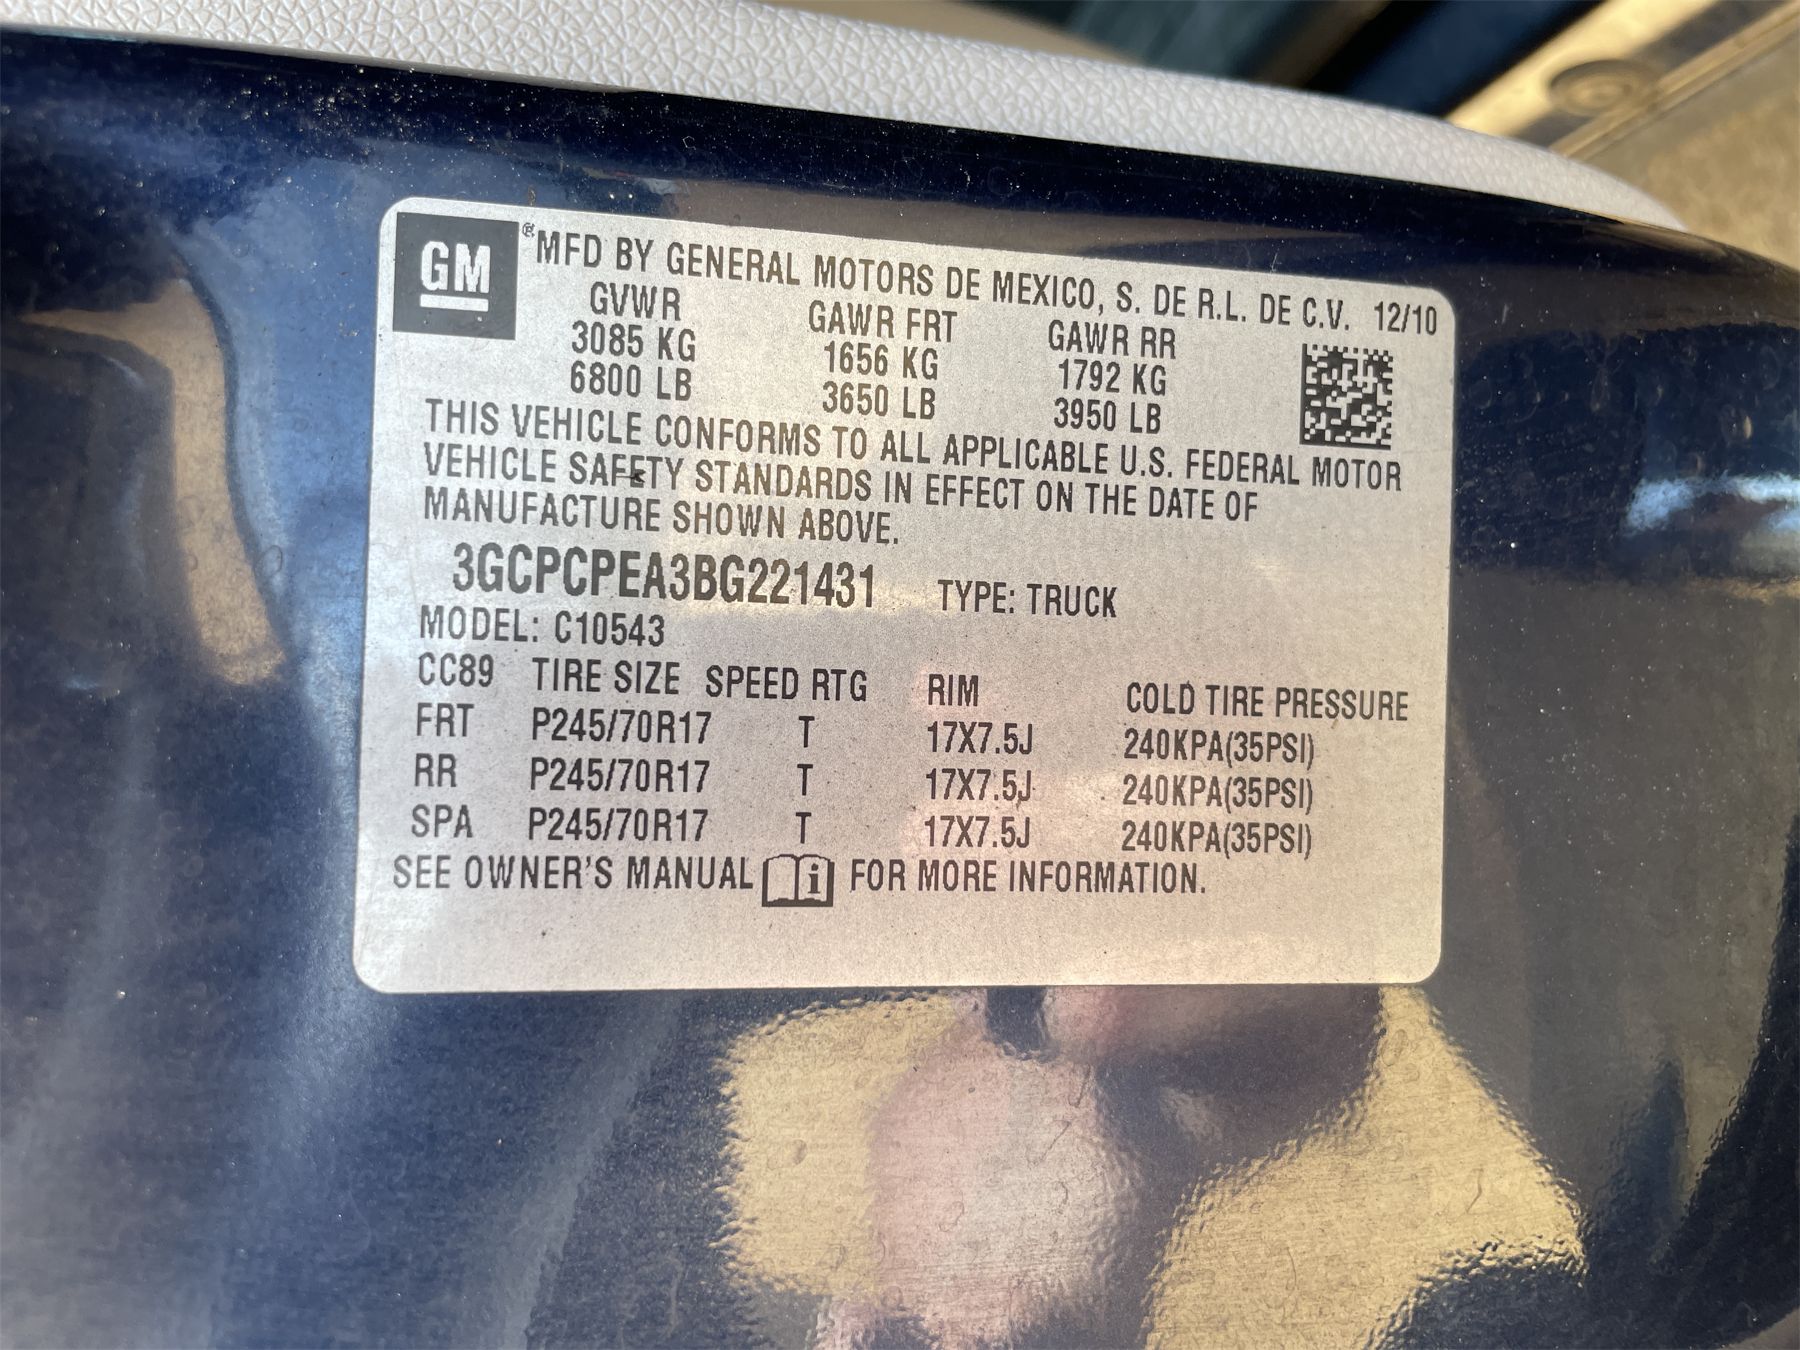 GM ® MFD BY GENERAL MOTORS DE MEXICO, S. DE R.L. DE C.V. 12/10
GVWR GAWR FRT GAWR RR
3085 KG 1656 KG 1792 KG
6800 LB 3650 LB 3950 LB
THIS VEHICLE CONFORMS TO ALL APPLICABLE U.S. FEDERAL MOTOR
VEHICLE SAFETY STANDARDS IN EFFECT ON THE DATE OF
MANUFACTURE SHOWN ABOVE.
3GCPCPEA3BG221431 TYPE: TRUCK
MODEL: C10543
CC89 TIRE SIZE SPEED RTG RIM COLD TIRE PRESSURE
FRT P245/70R17 T 17X7.5J 240KPA(35PSI)
RR P245/70R17 T 17X7.5J 240KPA(35PSI)
SPA P245/70R17 T 17X7.5J 240KPA(35PSI)
SEE OWNER'S MANUAL i FOR MORE INFORMATION.